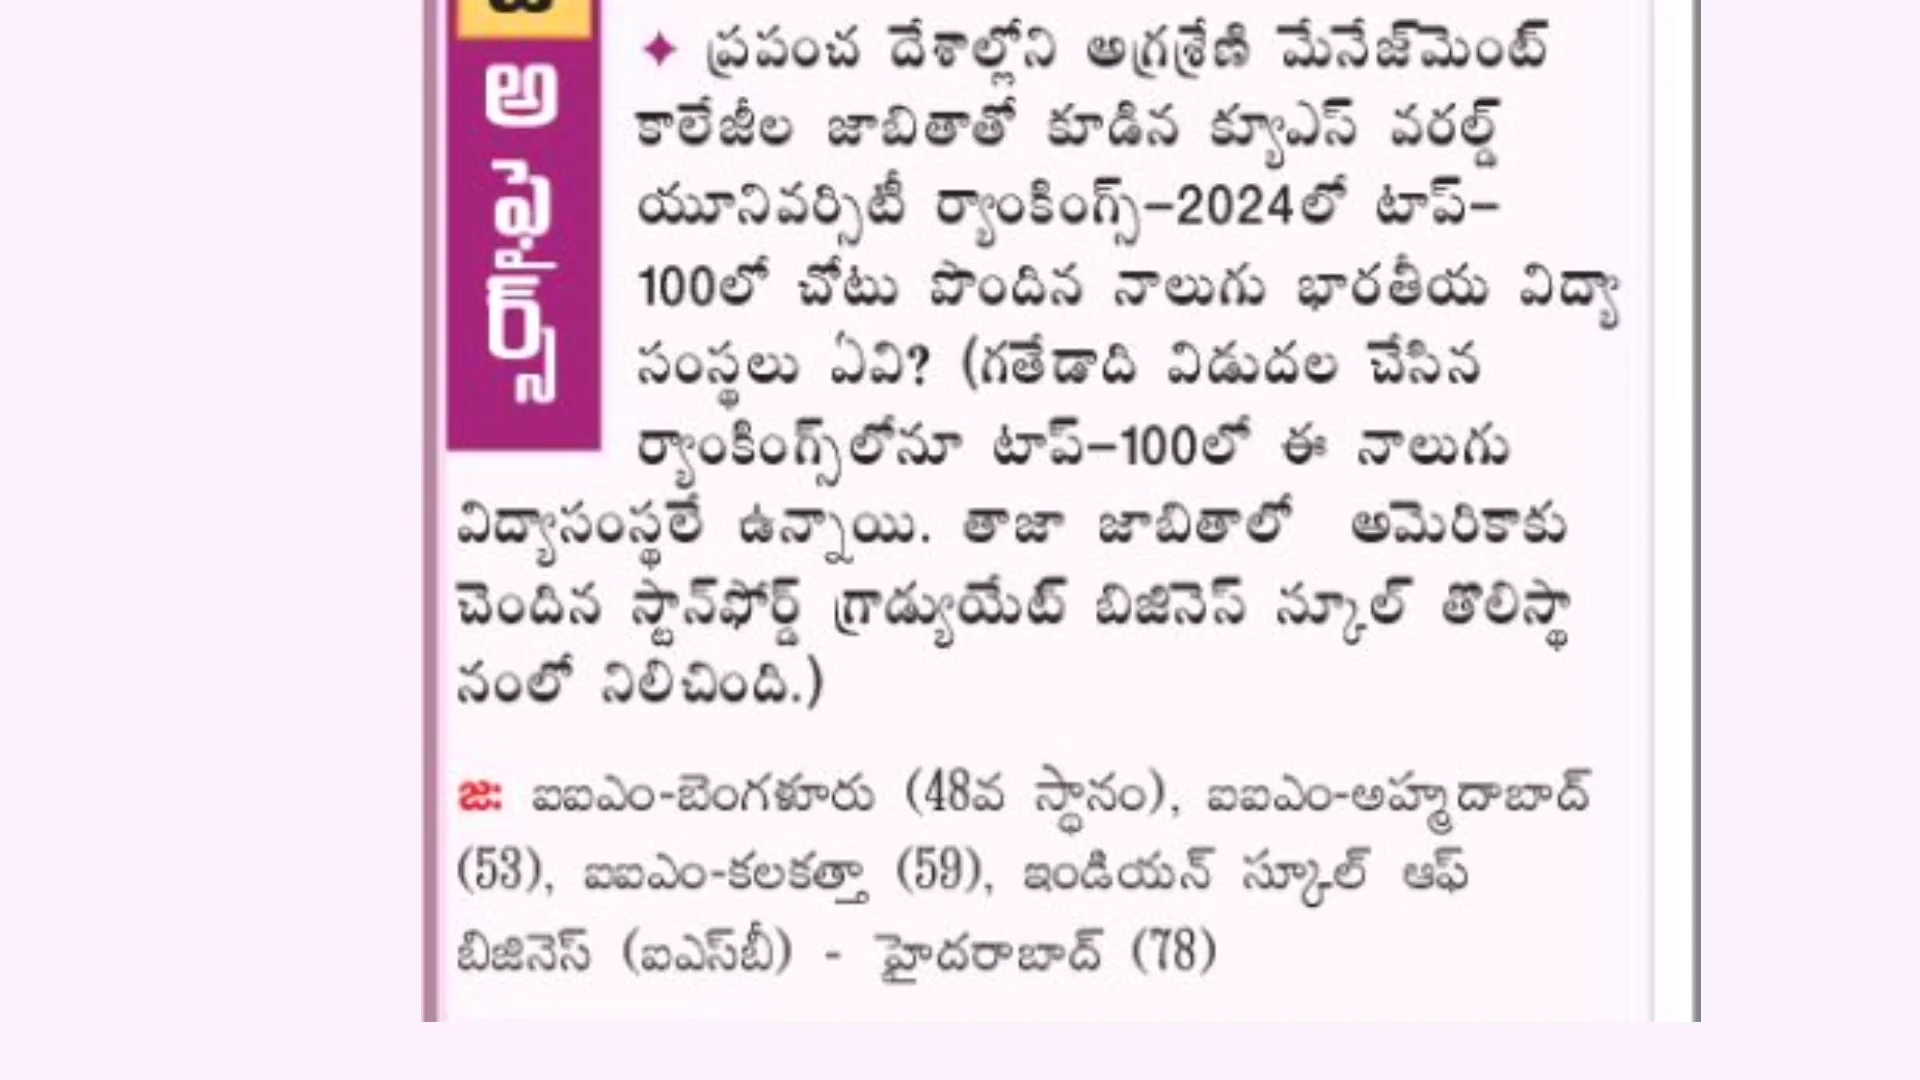 అఫైర్స్
✦ ప్రపంచ దేశాల్లోని అగ్రశ్రేణి మేనేజ్‌మెంట్
కాలేజీల జాబితాతో కూడిన క్యూఎస్ వరల్డ్
యూనివర్సిటీ ర్యాంకింగ్స్–2024లో టాప్–
100లో చోటు పొందిన నాలుగు భారతీయ విద్యా
సంస్థలు ఏవి? (గతేడాది విడుదల చేసిన
ర్యాంకింగ్స్‌లోనూ టాప్–100లో ఈ నాలుగు
విద్యాసంస్థలే ఉన్నాయి. తాజా జాబితాలో అమెరికాకు
చెందిన స్టాన్‌ఫోర్డ్ గ్రాడ్యుయేట్ బిజినెస్ స్కూల్ తొలిస్థా
నంలో నిలిచింది.)
జ: ఐఐఎం-బెంగళూరు (48వ స్థానం), ఐఐఎం-అహ్మదాబాద్
(53), ఐఐఎం-కలకత్తా (59), ఇండియన్ స్కూల్ ఆఫ్
బిజినెస్ (ఐఎస్‌బీ) - హైదరాబాద్ (78)